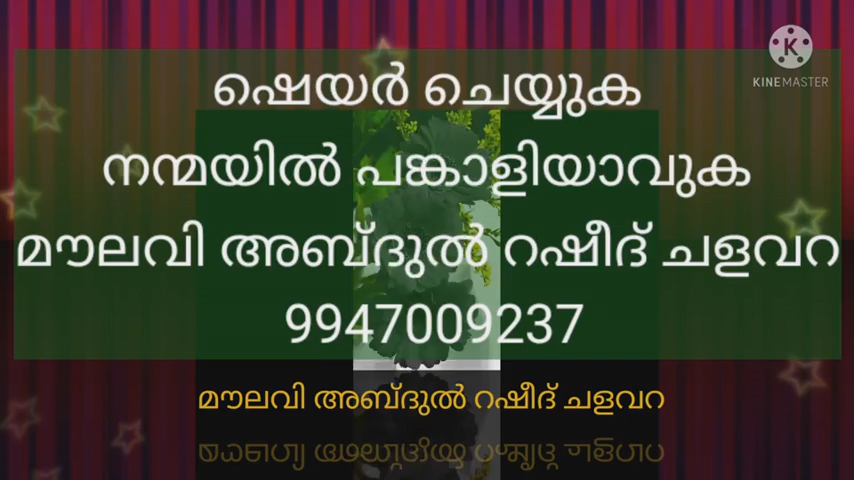 KINEMASTER
ഷെയർ ചെയ്യുക
നന്മയിൽ പങ്കാളിയാവുക
മൗലവി അബ്ദുൽ റഷീദ് ചളവറ
9947009237
മൗലവി അബ്ദുൽ റഷീദ് ചളവറ